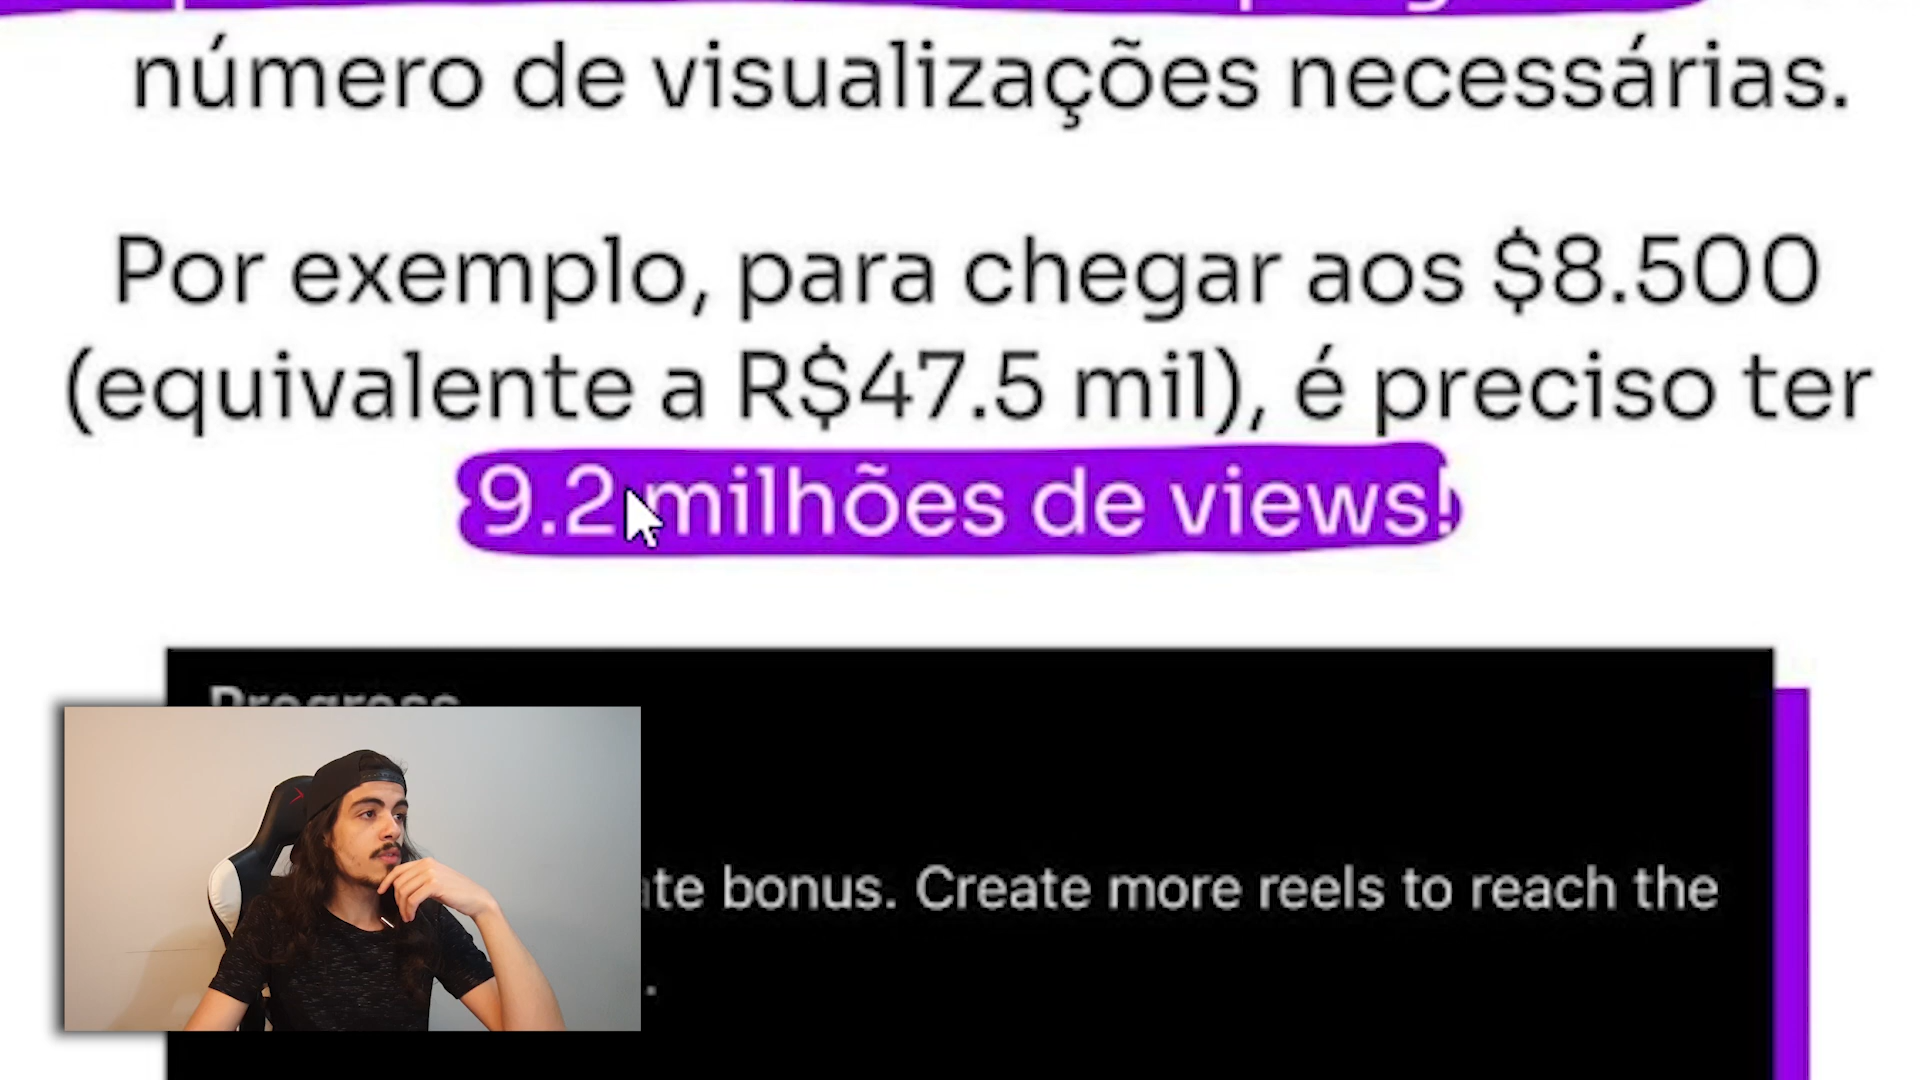 número de visualizações necessárias.
Por exemplo, para chegar aos $8.500
(equivalente a R$47.5 mil), é preciso ter
9.2 milhões de views!
Progress
bonus. Create more reels to reach the